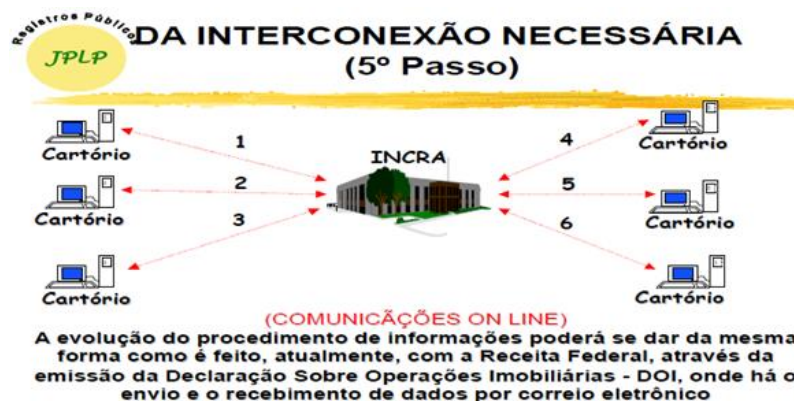 Registros Público
JPLP
DA INTERCONEXÃO NECESSÁRIA
(5º Passo)
Cartório
1
4
Cartório
INCRA
2
5
Cartório
Cartório
3
6
Cartório
Cartório
(COMUNICÃÇÕES ON LINE)
A evolução do procedimento de informações poderá se dar da mesma
forma como é feito, atualmente, com a Receita Federal, através da
emissão da Declaração Sobre Operações Imobiliárias - DOI, onde há o
envio e o recebimento de dados por correio eletrônico